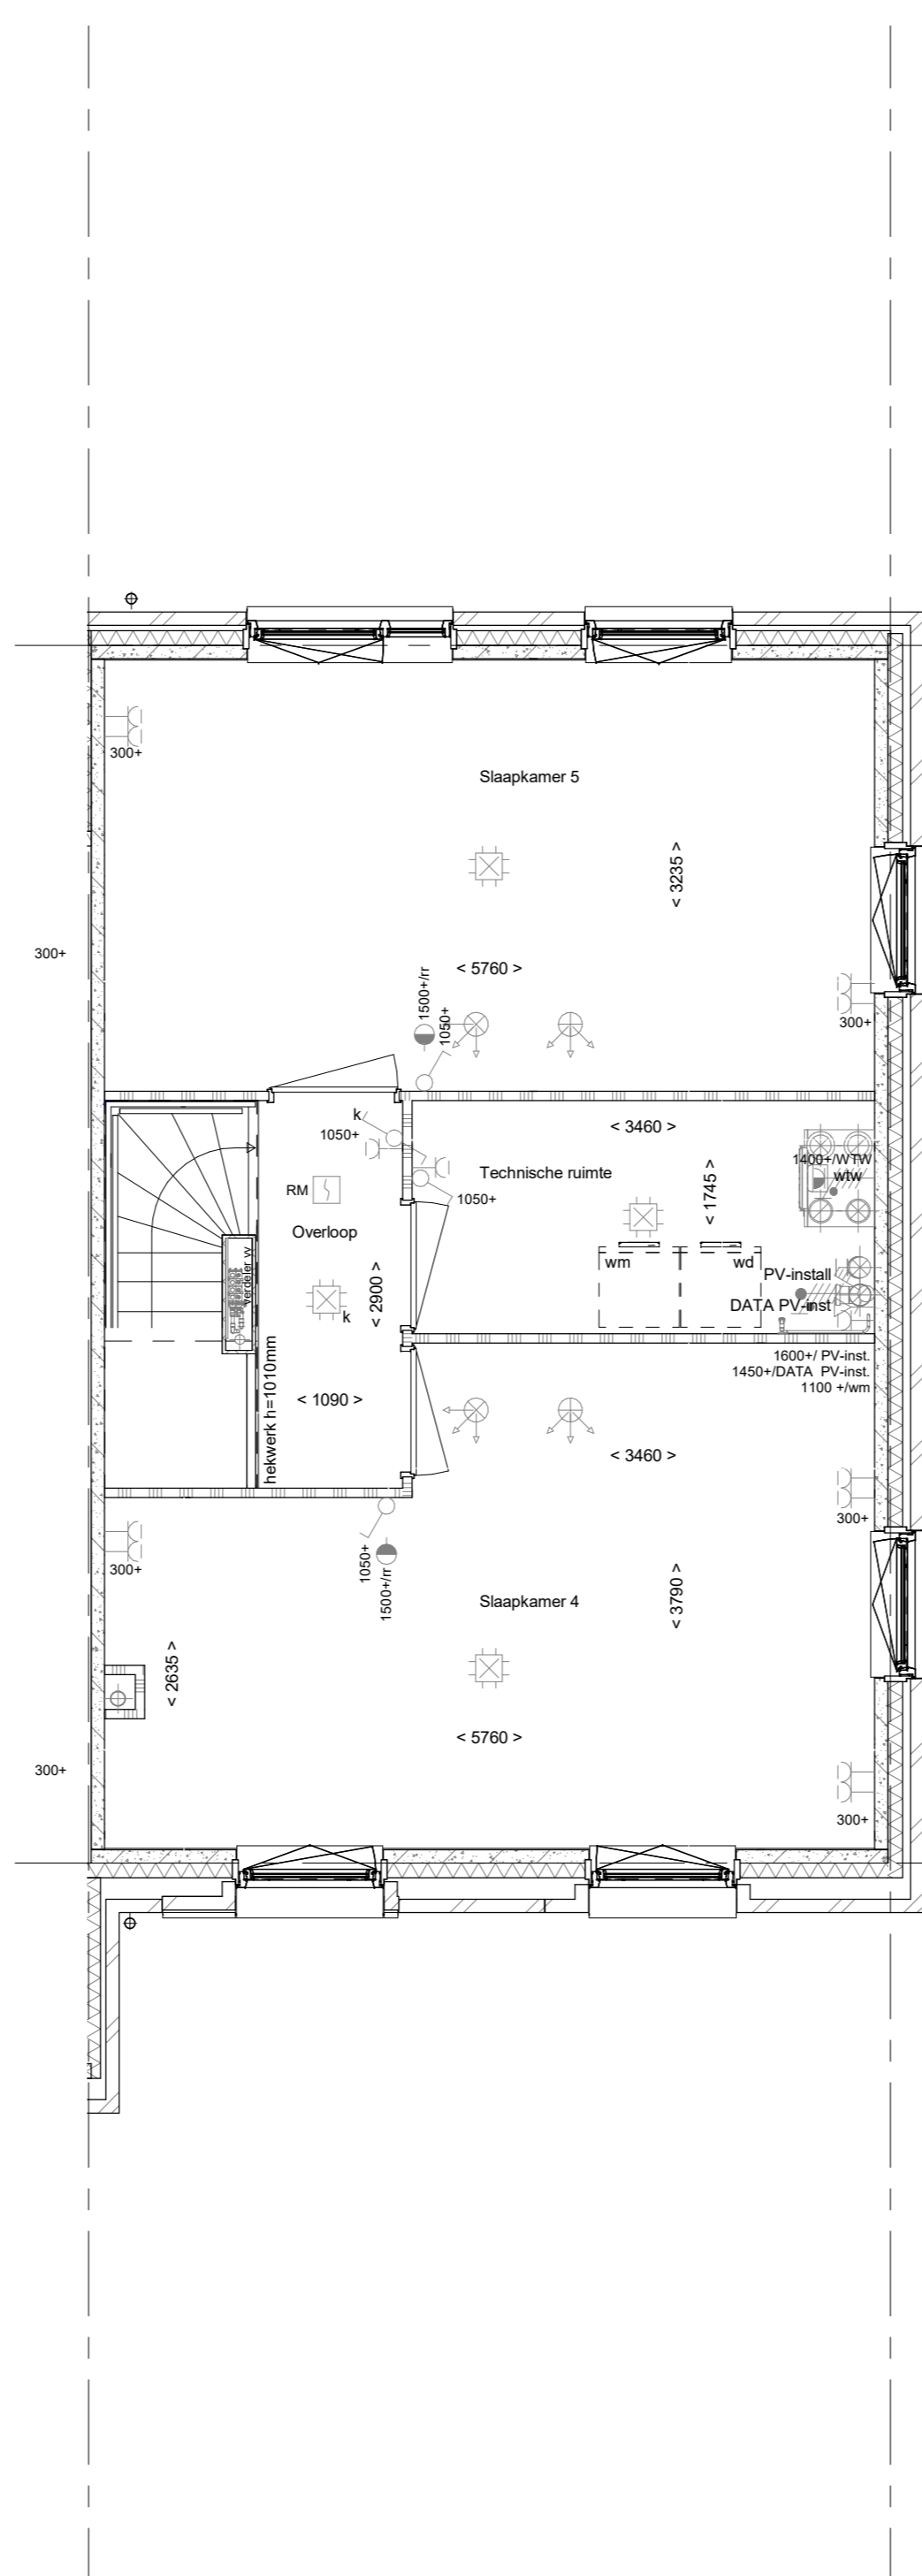 300+
Slaapkamer 5
< 3235 >
300+
< 5760 >
1500+/rr
1050+
300+
k
1050+
< 3460 >
Technische ruimte
1400+/WTW
wtw
RM
1050+
< 1745 >
Overloop
verdeler W
wm
wd
PV-install
DATA PV-inst
< 2900 >
k
1600+/ PV-inst.
1450+/DATA PV-inst.
1100 +/wm
< 1090 >
hekwerk h=1010mm
< 3460 >
300+
1050+
1500+/rr
300+
Slaapkamer 4
< 3790 >
< 2635 >
< 5760 >
300+
300+